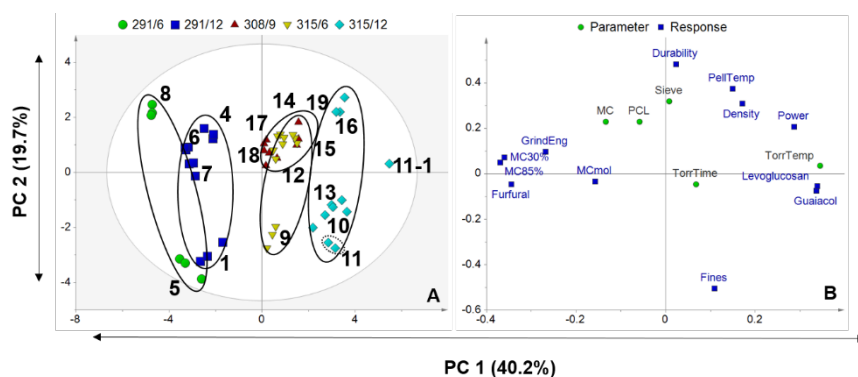 291/6 291/12 308/9 315/6 315/12
Parameter Response
4
2
0
-2
-4
-8
-4
0
4
8
8
4
6
7
5
1
17
18
14
12
15
9
19
16
11-1
13
10
11
A
PC 2 (19.7%)
0.4
0.2
0
-0.2
-0.4
-0.6
-0.4
-0.2
0
0.2
Durability
Sieve
PellTemp
Density
MC
PCL
Power
GrindEng
MC30%
MC85%
Furfural
MCmol
TorrTime
TorrTemp
Levoglucosan
Guaiacol
Fines
B
PC 1 (40.2%)